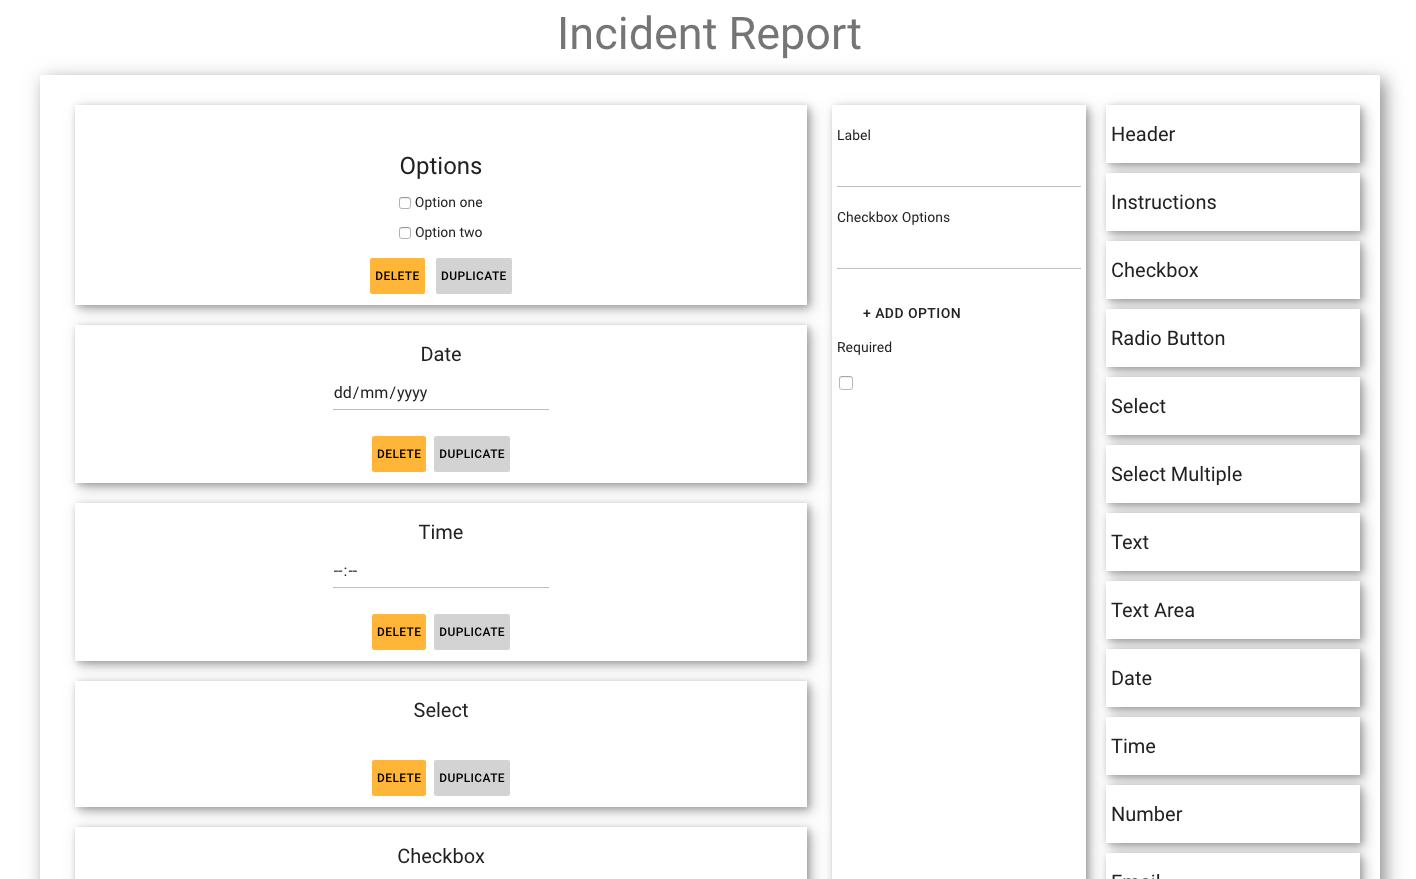 Incident Report
Options
Option one
Option two
DELETE DUPLICATE
Date
dd/mm/yyyy
DELETE DUPLICATE
Time
--:--
DELETE DUPLICATE
Select
DELETE DUPLICATE
Checkbox
Label
Checkbox Options
+ ADD OPTION
Required
Header
Instructions
Checkbox
Radio Button
Select
Select Multiple
Text
Text Area
Date
Time
Number
Email